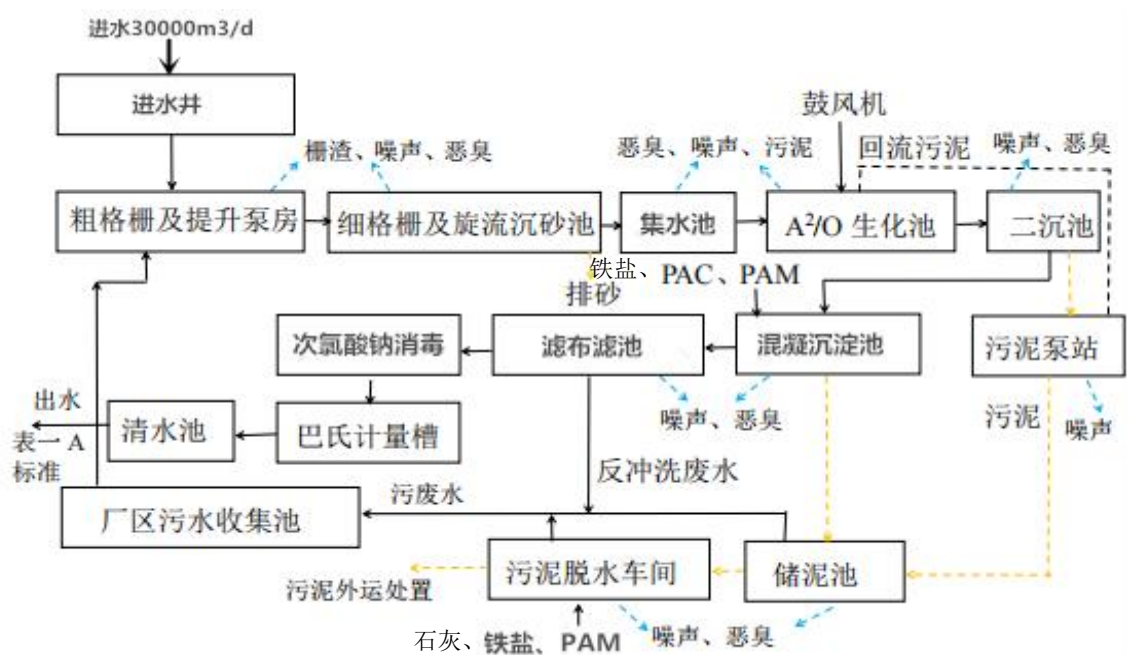 进水30000m3/d
进水井
鼓风机
栅渣、噪声、恶臭
恶臭、噪声、污泥
回流污泥
噪声、恶臭
粗格栅及提升泵房
细格栅及旋流沉砂池
集水池
A²/O 生化池
二沉池
铁盐、
PAC、PAM
排砂
次氯酸钠消毒
滤布滤池
混凝沉淀池
污泥泵站
出水
表一 A
标准
清水池
巴氏计量槽
噪声、恶臭
污泥
噪声
反冲洗废水
污废水
厂区污水收集池
污泥外运处置
污泥脱水车间
储泥池
石灰、铁盐、PAM
噪声、恶臭